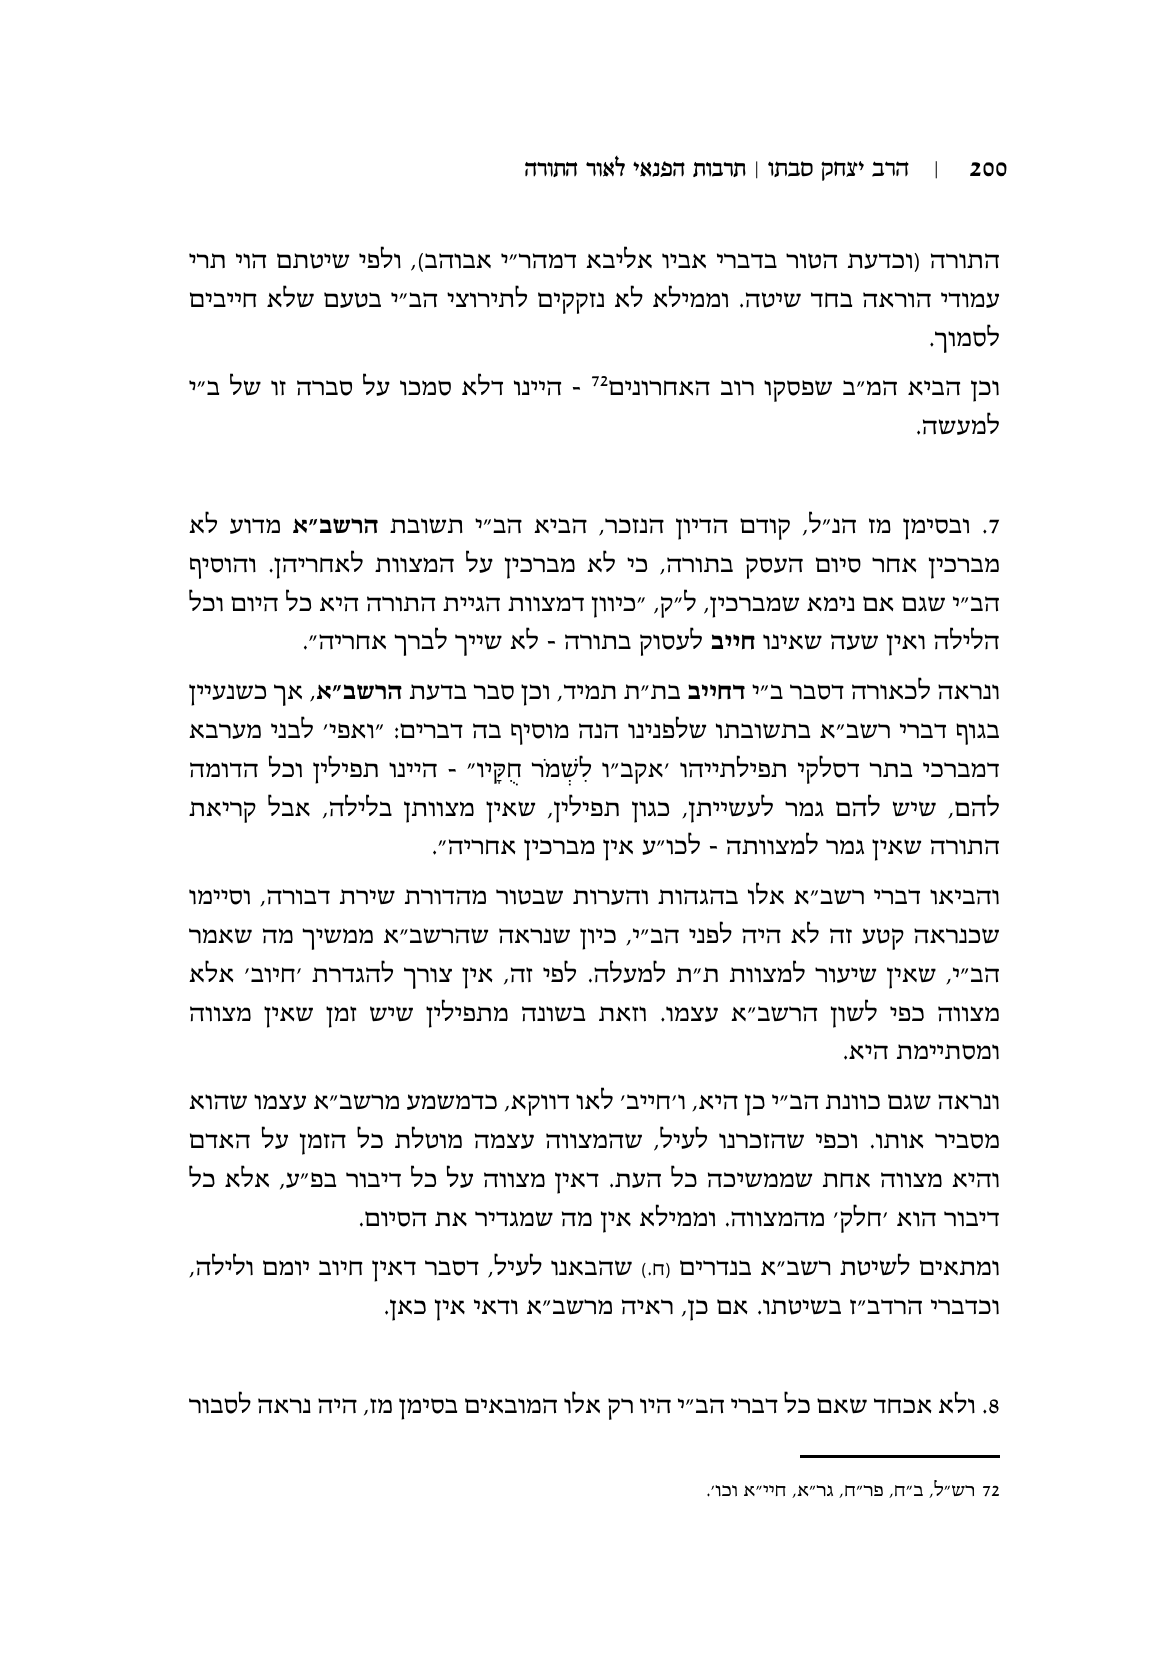 200 | הרב יצחק סבתו | תרבות הפנאי לאור התורה
התורה (וכדעת הטור בדברי אביו אליבא דמהר״י אבוהב), ולפי שיטתם הוי תרי
עמודי הוראה בחד שיטה. וממילא לא נזקקים לתירוצי הב״י בטעם שלא חייבים
לסמוך.
וכן הביא המ״ב שפסקו רוב האחרונים72 - היינו דלא סמכו על סברה זו של ב״י
למעשה.
7. ובסימן מז הנ״ל, קודם הדיון הנזכר, הביא הב״י תשובת הרשב״א מדוע לא
מברכין אחר סיום העסק בתורה, כי לא מברכין על המצוות לאחריהן. והוסיף
הב״י שגם אם נימא שמברכין, ל״ק, ״כיוון דמצוות הגיית התורה היא כל היום וכל
הלילה ואין שעה שאינו חייב לעסוק בתורה - לא שייך לברך אחריה״.
ונראה לכאורה דסבר ב״י דחייב בת״ת תמיד, וכן סבר בדעת הרשב״א, אך כשנעיין
בגוף דברי רשב״א בתשובתו שלפנינו הנה מוסיף בה דברים: ״ואפי׳ לבני מערבא
דמברכי בתר דסלקי תפילתייהו ׳אקב״ו לִשְׁמֹר חֻקָּיו״ - היינו תפילין וכל הדומה
להם, שיש להם גמר לעשייתן, כגון תפילין, שאין מצוותן בלילה, אבל קריאת
התורה שאין גמר למצוותה - לכו״ע אין מברכין אחריה״.
והביאו דברי רשב״א אלו בהגהות והערות שבטור מהדורת שירת דבורה, וסיימו
שכנראה קטע זה לא היה לפני הב״י, כיון שנראה שהרשב״א ממשיך מה שאמר
הב״י, שאין שיעור למצוות ת״ת למעלה. לפי זה, אין צורך להגדרת ׳חיוב׳ אלא
מצווה כפי לשון הרשב״א עצמו. וזאת בשונה מתפילין שיש זמן שאין מצווה
ומסתיימת היא.
ונראה שגם כוונת הב״י כן היא, ו׳חייב׳ לאו דווקא, כדמשמע מרשב״א עצמו שהוא
מסביר אותו. וכפי שהזכרנו לעיל, שהמצווה עצמה מוטלת כל הזמן על האדם
והיא מצווה אחת שממשיכה כל העת. דאין מצווה על כל דיבור בפ״ע, אלא כל
דיבור הוא ׳חלק׳ מהמצווה. וממילא אין מה שמגדיר את הסיום.
ומתאים לשיטת רשב״א בנדרים (ח.) שהבאנו לעיל, דסבר דאין חיוב יומם ולילה,
וכדברי הרדב״ז בשיטתו. אם כן, ראיה מרשב״א ודאי אין כאן.
8. ולא אכחד שאם כל דברי הב״י היו רק אלו המובאים בסימן מז, היה נראה לסבור
72 רש״ל, ב״ח, פר״ח, גר״א, חיי״א וכו׳.